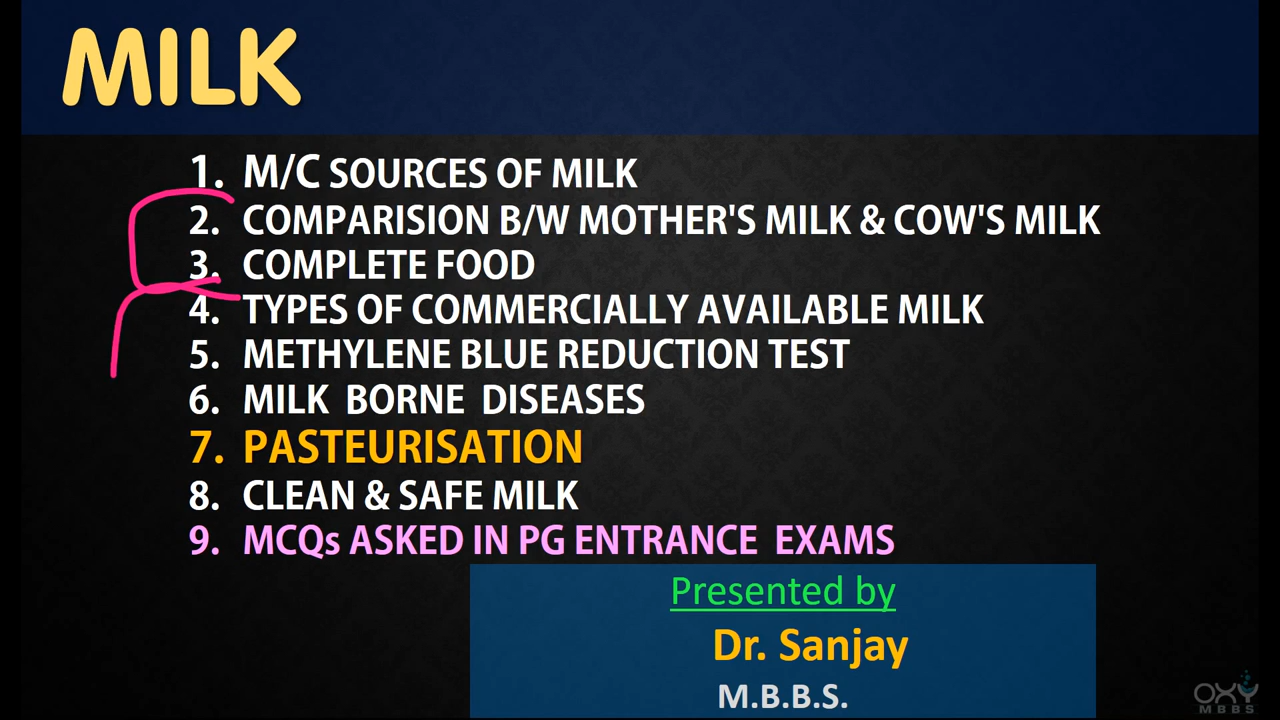 MILK
1. M/C SOURCES OF MILK
2. COMPARISION B/W MOTHER'S MILK & COW'S MILK
3. COMPLETE FOOD
4. TYPES OF COMMERCIALLY AVAILABLE MILK
5. METHYLENE BLUE REDUCTION TEST
6. MILK BORNE DISEASES
7. PASTEURISATION
8. CLEAN & SAFE MILK
9. MCQs ASKED IN PG ENTRANCE EXAMS
Presented by
Dr. Sanjay
M.B.B.S.
OXY
MBBS